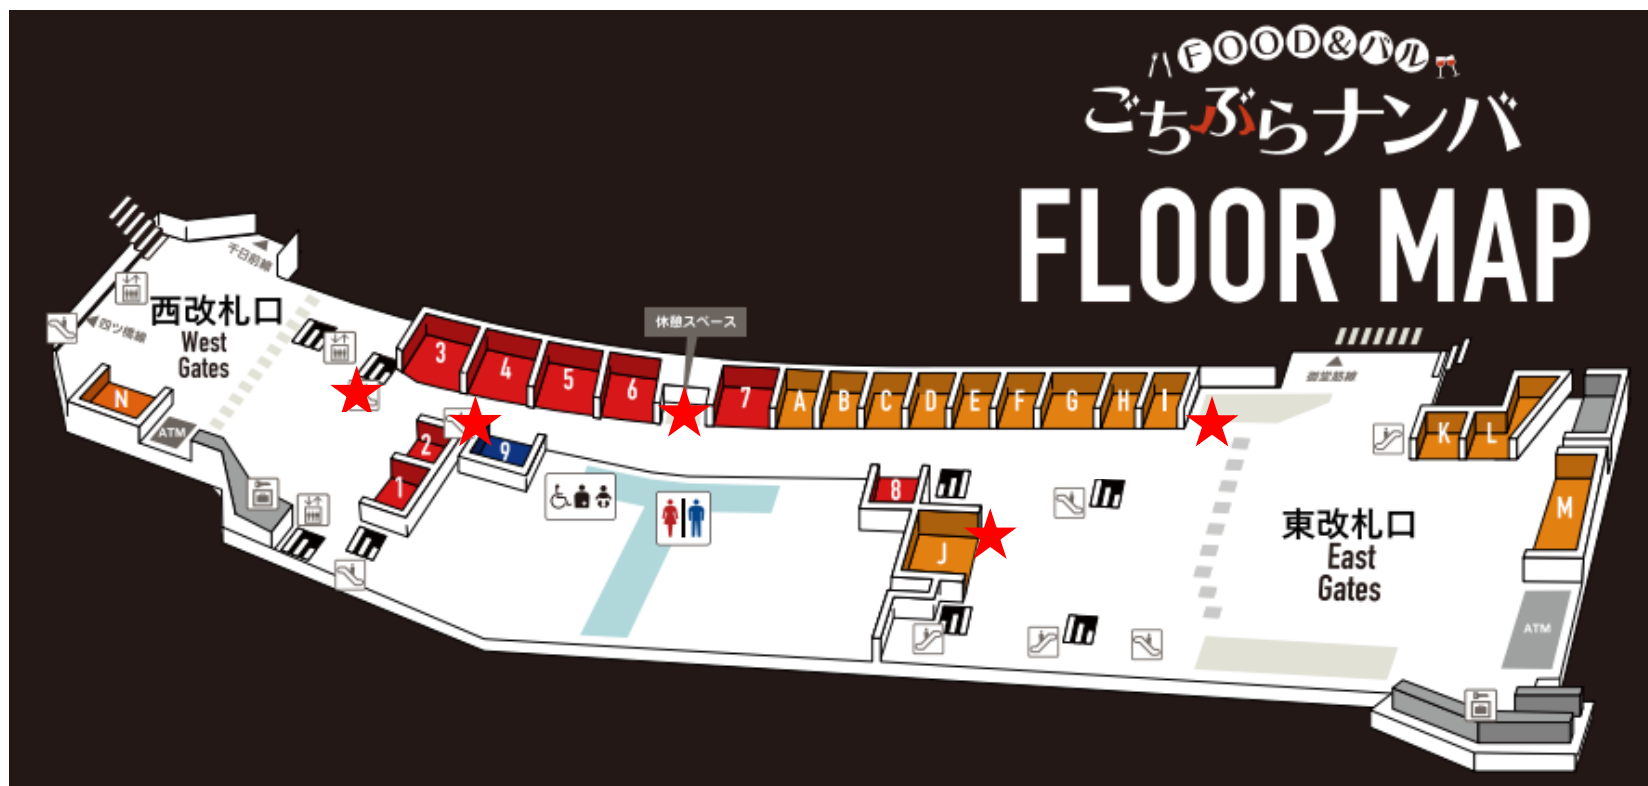 FOOD&バル
ごちぶらナンバ
FLOOR MAP
千日前線
西改札口
West
Gates
四ツ橋線
N
ATM
3
4
5
6
休憩スペース
7
A
B
C
D
E
F
G
H
I
御堂筋線
K
L
M
2
1
9
8
J
東改札口
East
Gates
ATM